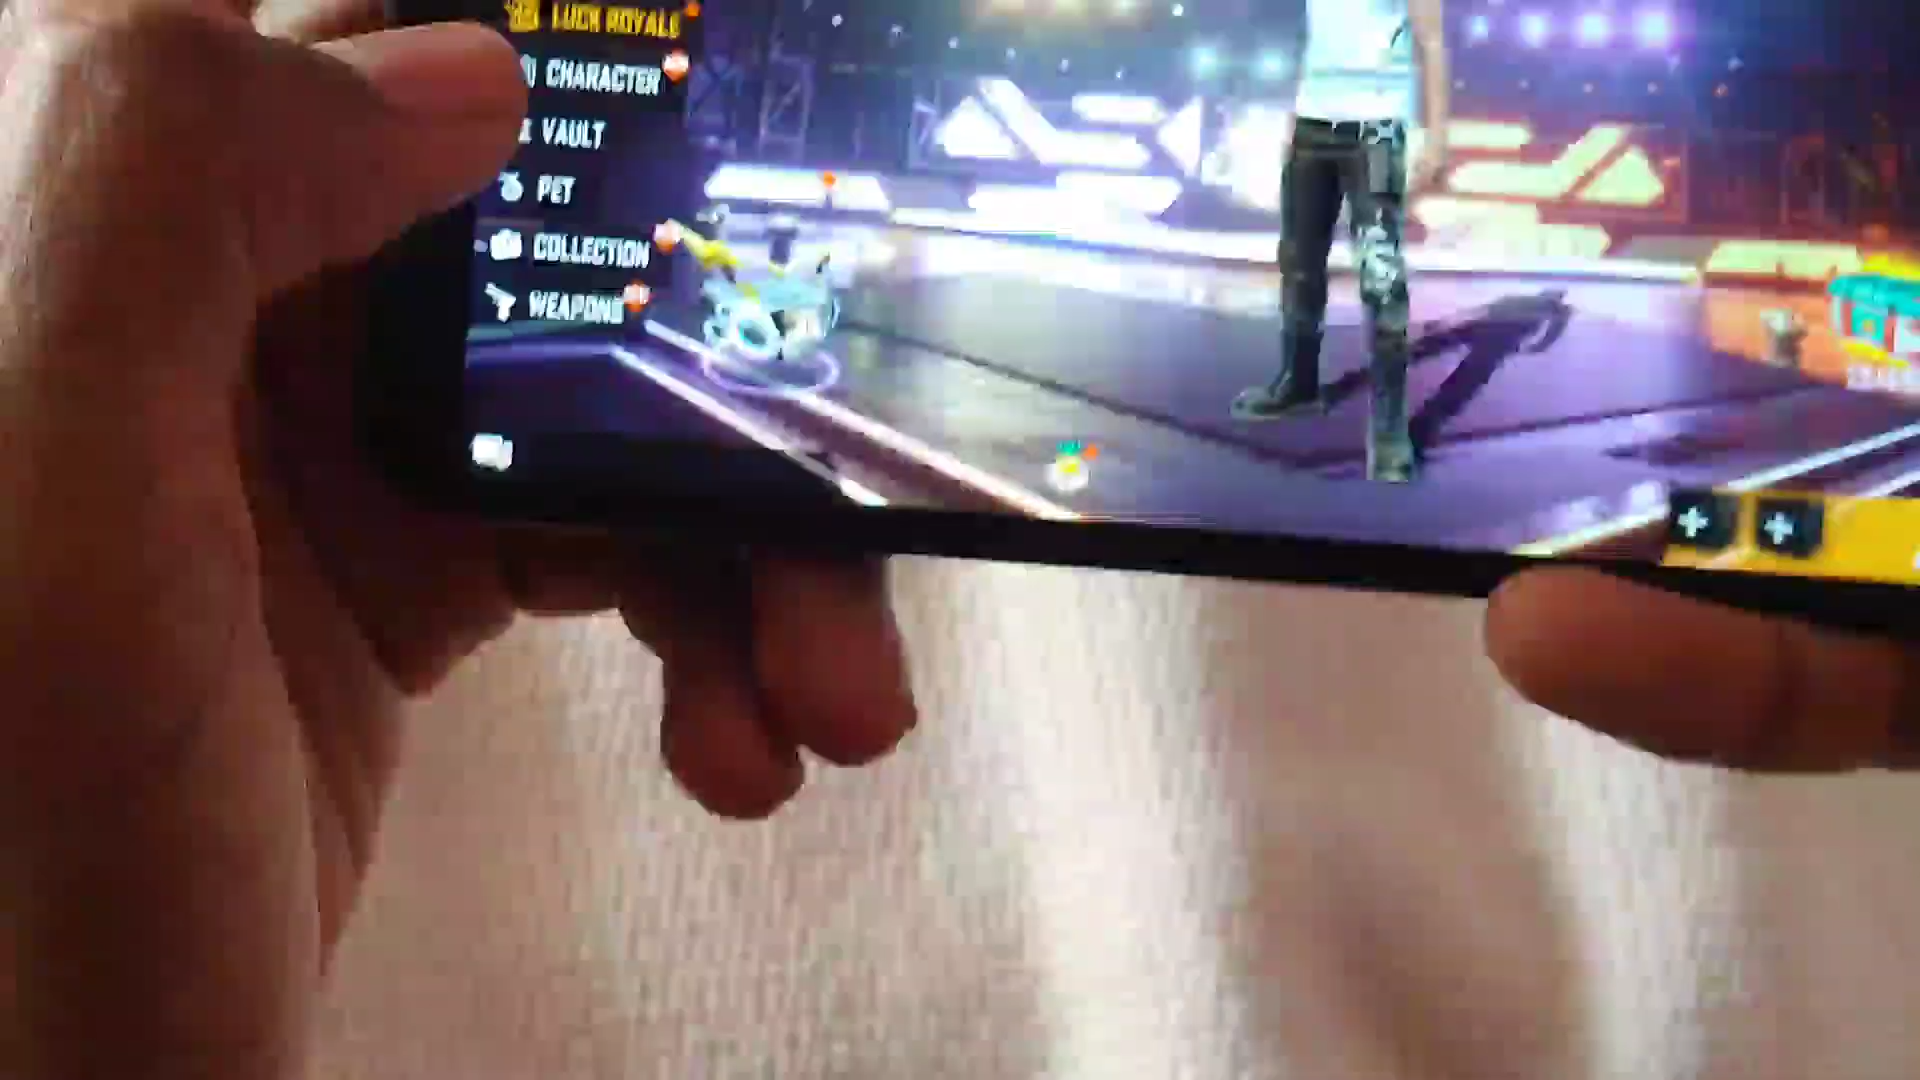 LUCK ROYALE
CHARACTER
VAULT
PET
COLLECTION
WEAPONS